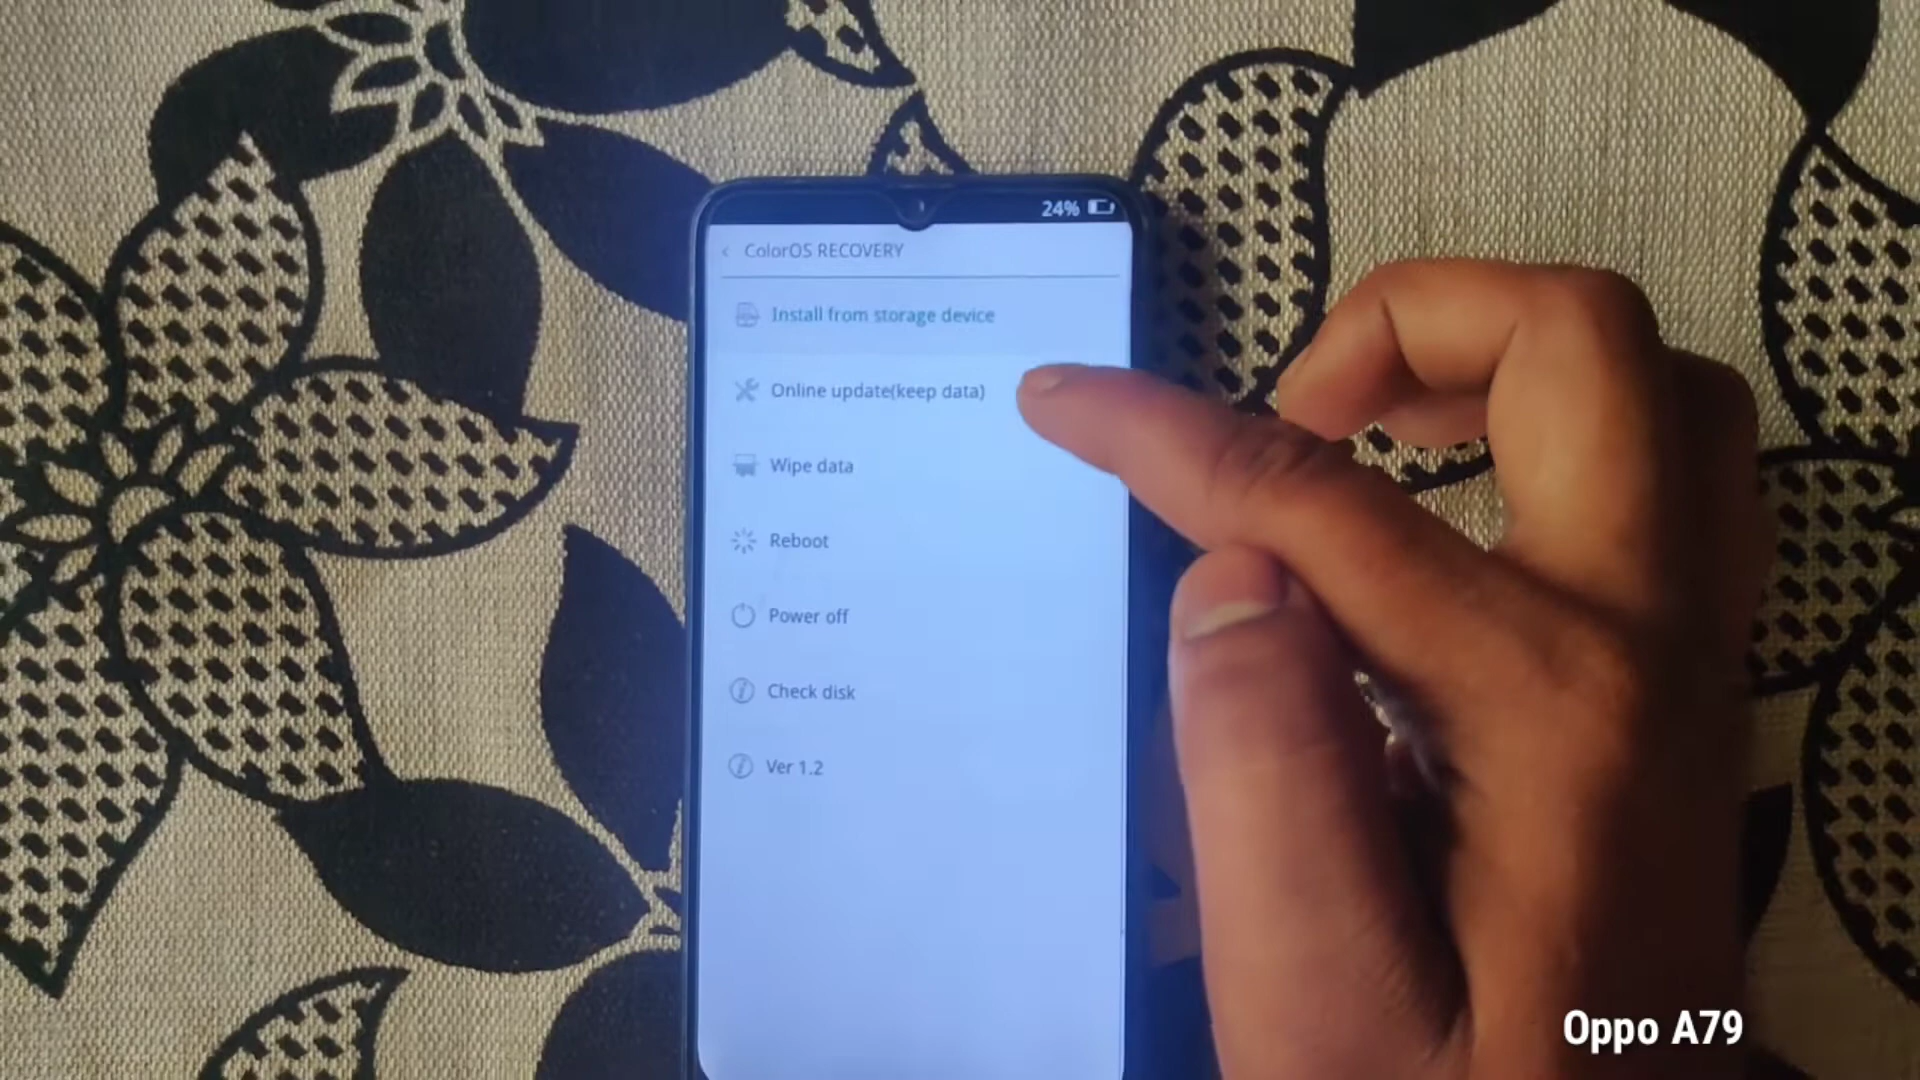 24%
ColorOS RECOVERY
Install from storage device
Online update(keep data)
Wipe data
Reboot
Power off
Check disk
Ver 1.2
Oppo A79